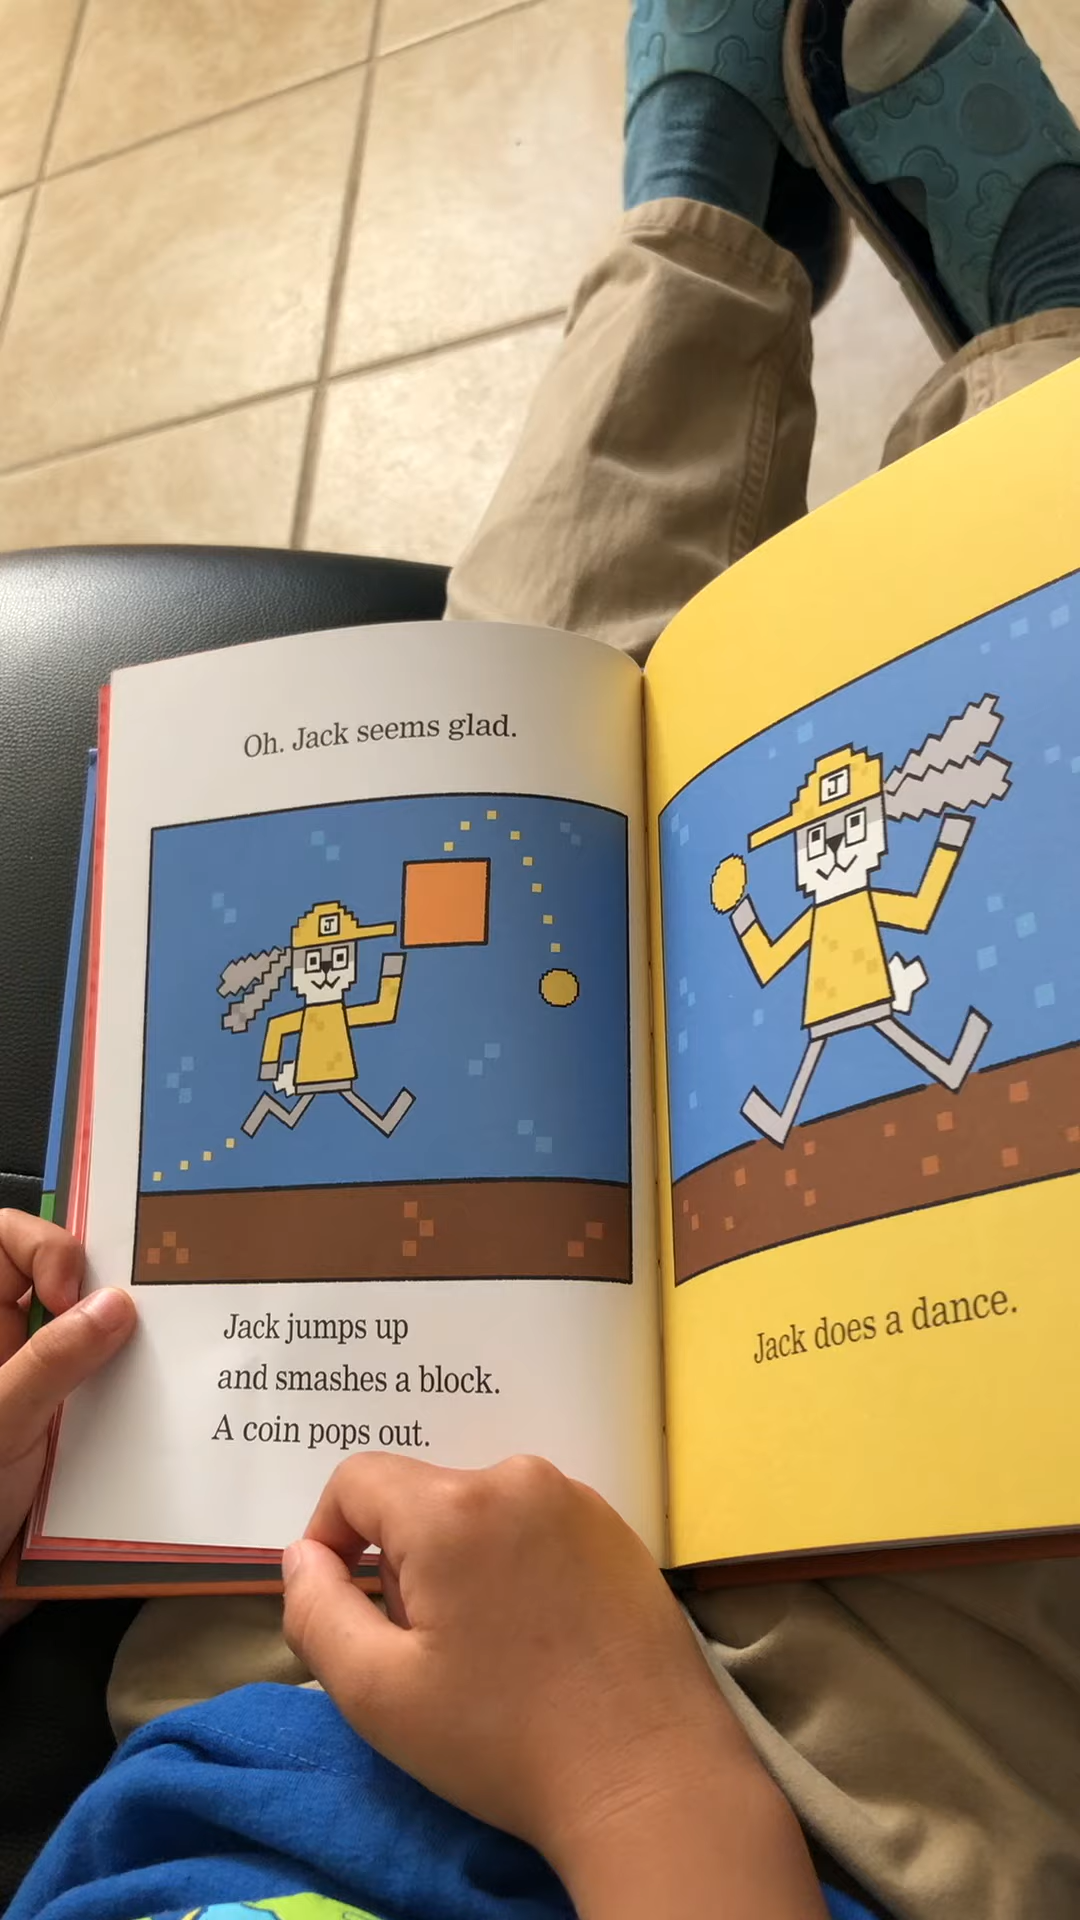 Oh. Jack seems glad.
J
Jack jumps up
and smashes a block.
A coin pops out.
J
Jack does a dance.